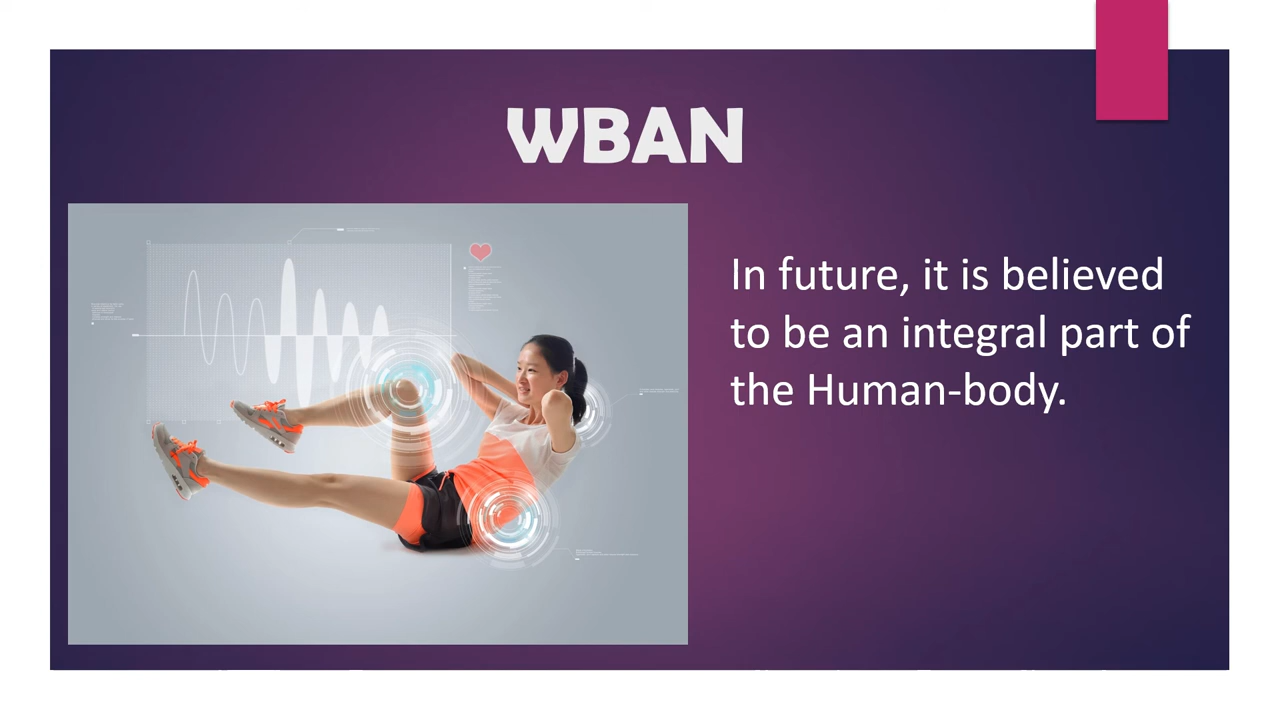 WBAN
In future, it is believed
to be an integral part of
the Human-body.